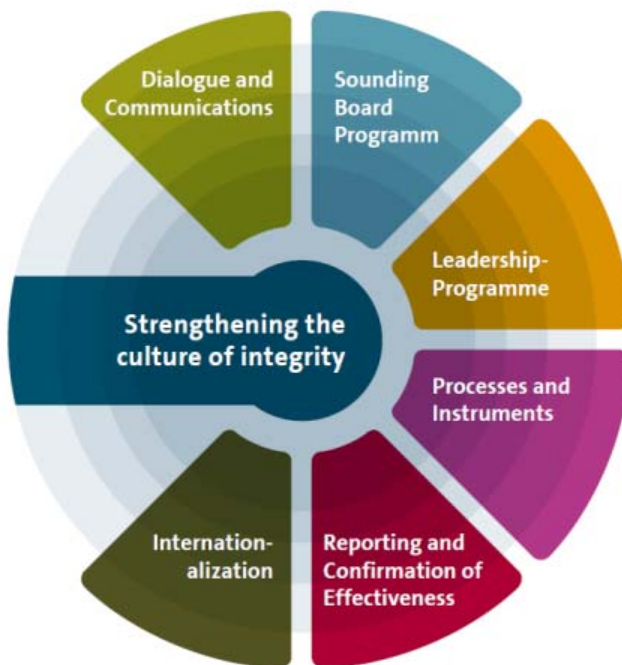 Dialogue and
Communications
Sounding
Board
Programm
Leadership-
Programme
Strengthening the
culture of integrity
Processes and
Instruments
Internation-
alization
Reporting and
Confirmation of
Effectiveness